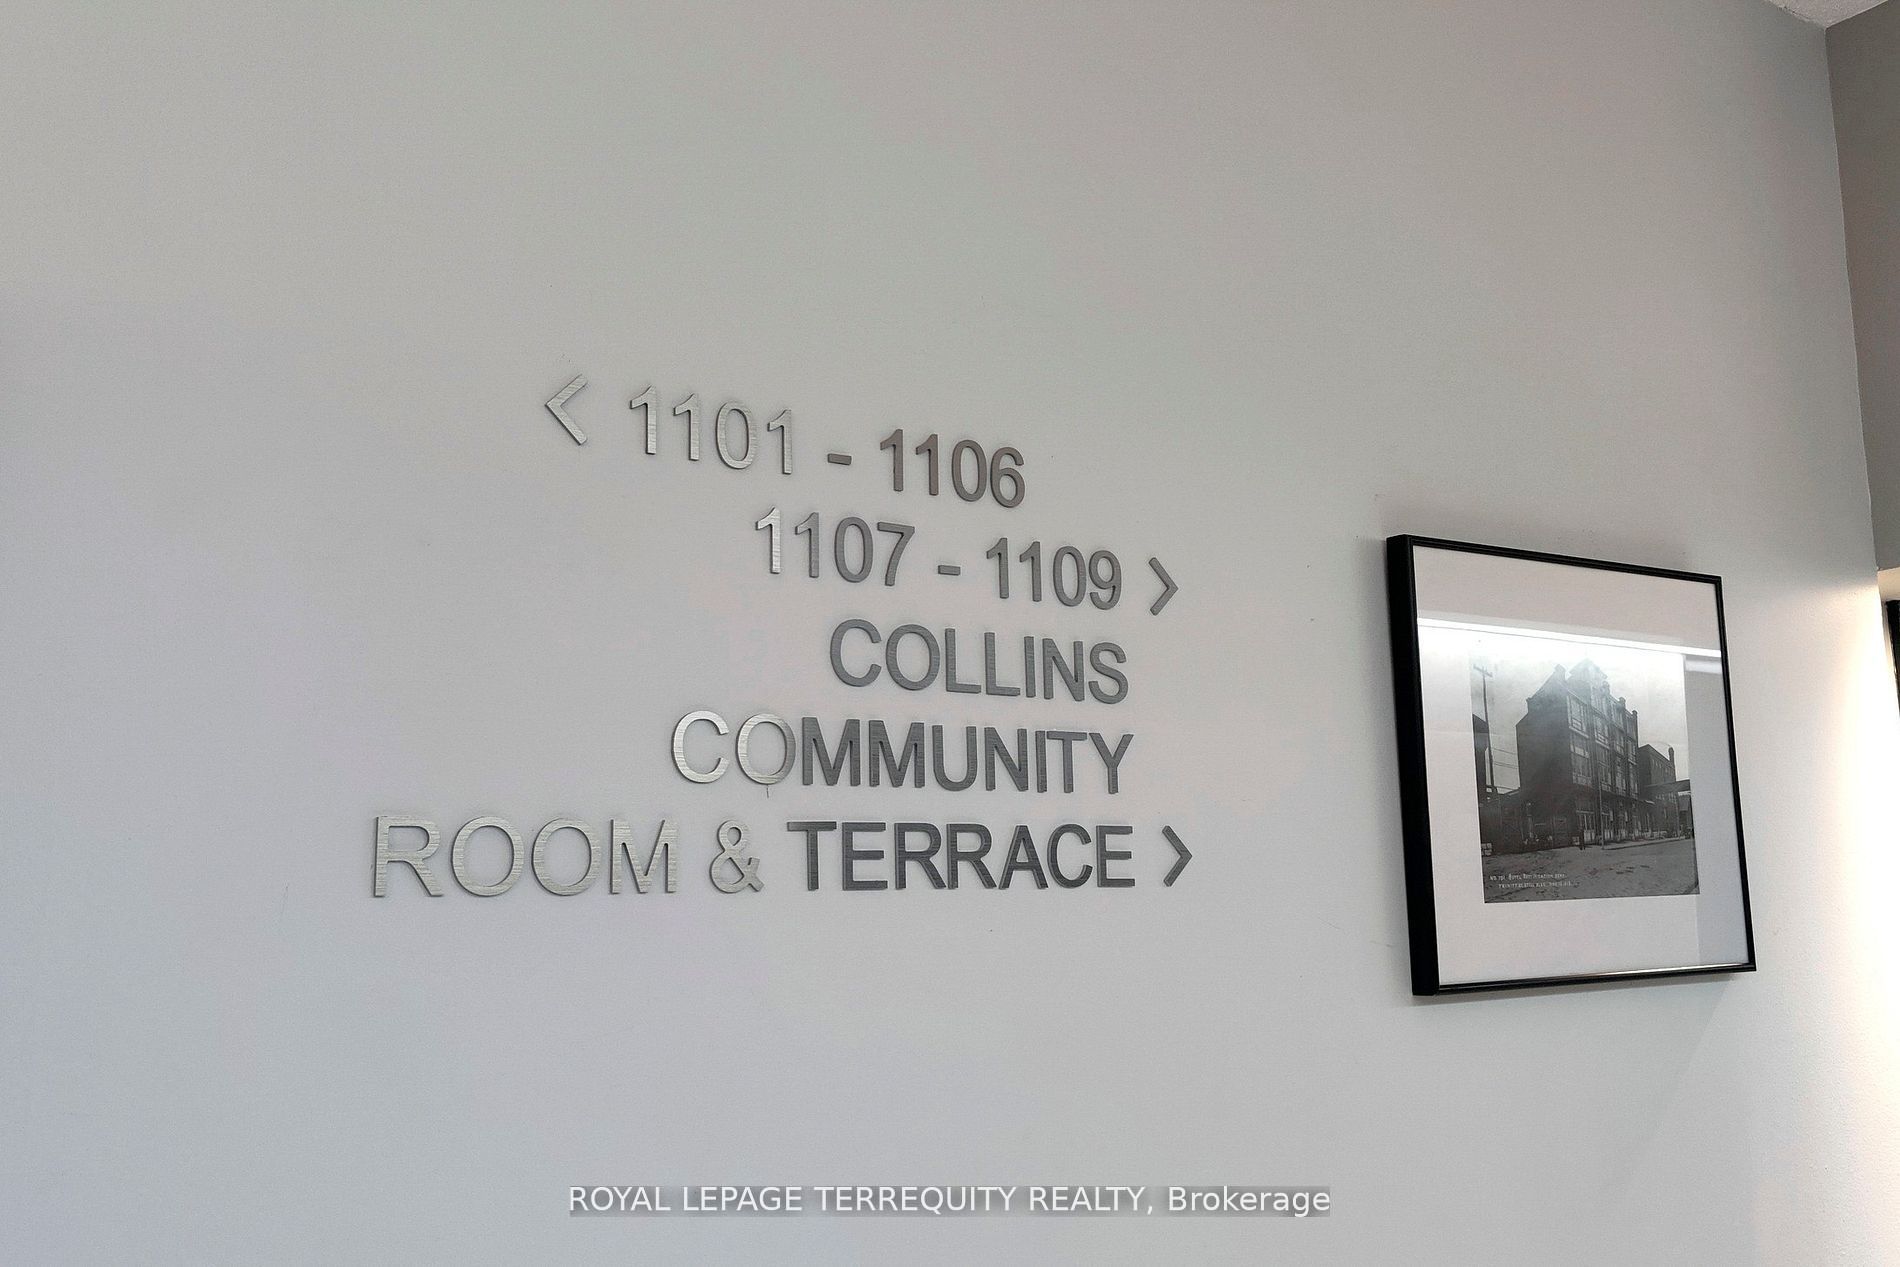 < 1101 - 1106
1107 - 1109 >
COLLINS
COMMUNITY
ROOM & TERRACE >
ROYAL LEPAGE TERREQUITY REALTY, Brokerage